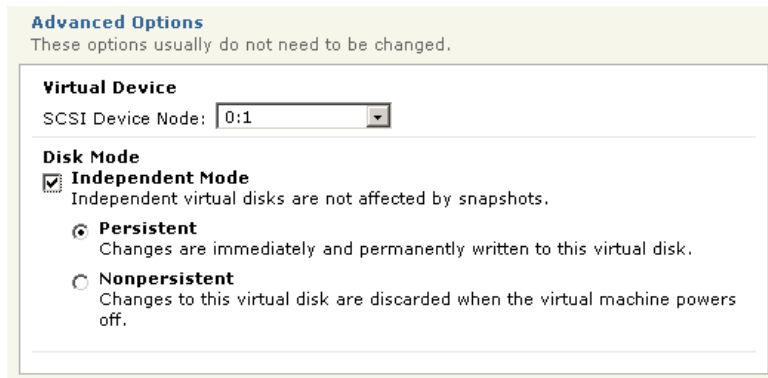 Advanced Options
These options usually do not need to be changed.
Virtual Device
SCSI Device Node: 0:1
Disk Mode
Independent Mode
Independent virtual disks are not affected by snapshots.
Persistent
Changes are immediately and permanently written to this virtual disk.
Nonpersistent
Changes to this virtual disk are discarded when the virtual machine powers
off.